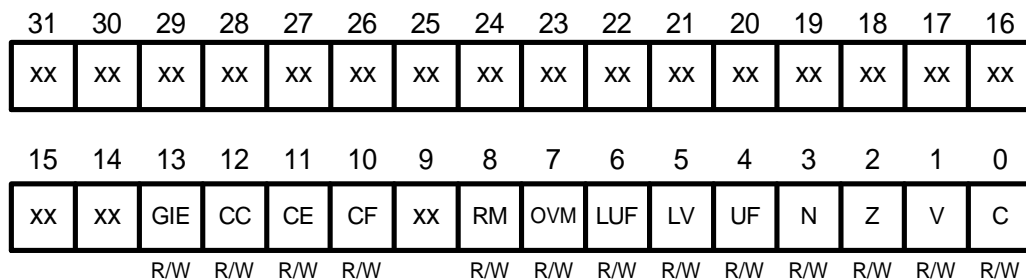 31 30 29 28 27 26 25 24 23 22 21 20 19 18 17 16
xx xx xx xx xx xx xx xx xx xx xx xx xx xx xx xx
15 14 13 12 11 10 9 8 7 6 5 4 3 2 1 0
xx xx GIE CC CE CF xx RM OVM LUF LV UF N Z V C
R/W R/W R/W R/W R/W R/W R/W R/W R/W R/W R/W R/W R/W